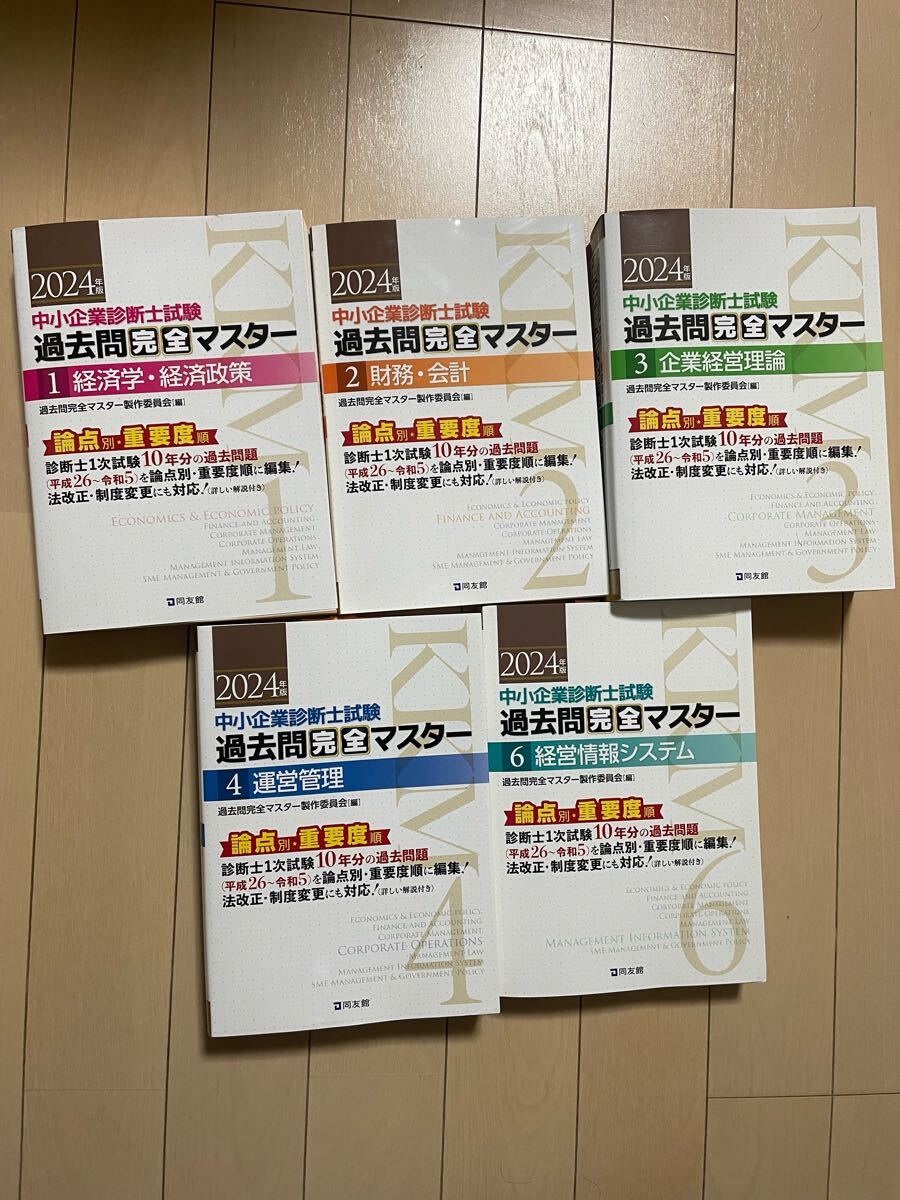 2024年版
中小企業診断士試験
過去問完全マスター
1 経済学・経済政策
過去問完全マスター製作委員会[編]
論点別・重要度順
診断士1次試験10年分の過去問題
(平成26~令和5)を論点別・重要度順に編集!
法改正・制度変更にも対応!(詳しい解説付き)
ECONOMICS & ECONOMIC POLICY
FINANCE AND ACCOUNTING
CORPORATE MANAGEMENT
CORPORATE OPERATIONS
MANAGEMENT LAW
MANAGEMENT INFORMATION SYSTEM
SME MANAGEMENT & GOVERNMENT POLICY
KKM1
同友館
2024年版
中小企業診断士試験
過去問完全マスター
2 財務・会計
過去問完全マスター製作委員会[編]
論点別・重要度順
診断士1次試験10年分の過去問題
(平成26~令和5)を論点別・重要度順に編集!
法改正・制度変更にも対応!(詳しい解説付き)
ECONOMICS & ECONOMIC POLICY
FINANCE AND ACCOUNTING
CORPORATE MANAGEMENT
CORPORATE OPERATIONS
MANAGEMENT LAW
MANAGEMENT INFORMATION SYSTEM
SME MANAGEMENT & GOVERNMENT POLICY
KKM2
同友館
2024年版
中小企業診断士試験
過去問完全マスター
3 企業経営理論
過去問完全マスター製作委員会[編]
論点別・重要度順
診断士1次試験10年分の過去問題
(平成26~令和5)を論点別・重要度順に編集!
法改正・制度変更にも対応!(詳しい解説付き)
ECONOMICS & ECONOMIC POLICY
FINANCE AND ACCOUNTING
CORPORATE MANAGEMENT
CORPORATE OPERATIONS
MANAGEMENT LAW
MANAGEMENT INFORMATION SYSTEM
SME MANAGEMENT & GOVERNMENT POLICY
KKM3
同友館
2024年版
中小企業診断士試験
過去問完全マスター
4 運営管理
過去問完全マスター製作委員会[編]
論点別・重要度順
診断士1次試験10年分の過去問題
(平成26~令和5)を論点別・重要度順に編集!
法改正・制度変更にも対応!(詳しい解説付き)
ECONOMICS & ECONOMIC POLICY
FINANCE AND ACCOUNTING
CORPORATE MANAGEMENT
CORPORATE OPERATIONS
MANAGEMENT LAW
MANAGEMENT INFORMATION SYSTEM
SME MANAGEMENT & GOVERNMENT POLICY
KKM4
同友館
2024年版
中小企業診断士試験
過去問完全マスター
6 経営情報システム
過去問完全マスター製作委員会[編]
論点別・重要度順
診断士1次試験10年分の過去問題
(平成26~令和5)を論点別・重要度順に編集!
法改正・制度変更にも対応!(詳しい解説付き)
ECONOMICS & ECONOMIC POLICY
FINANCE AND ACCOUNTING
CORPORATE MANAGEMENT
CORPORATE OPERATIONS
MANAGEMENT LAW
MANAGEMENT INFORMATION SYSTEM
SME MANAGEMENT & GOVERNMENT POLICY
KKM6
同友館